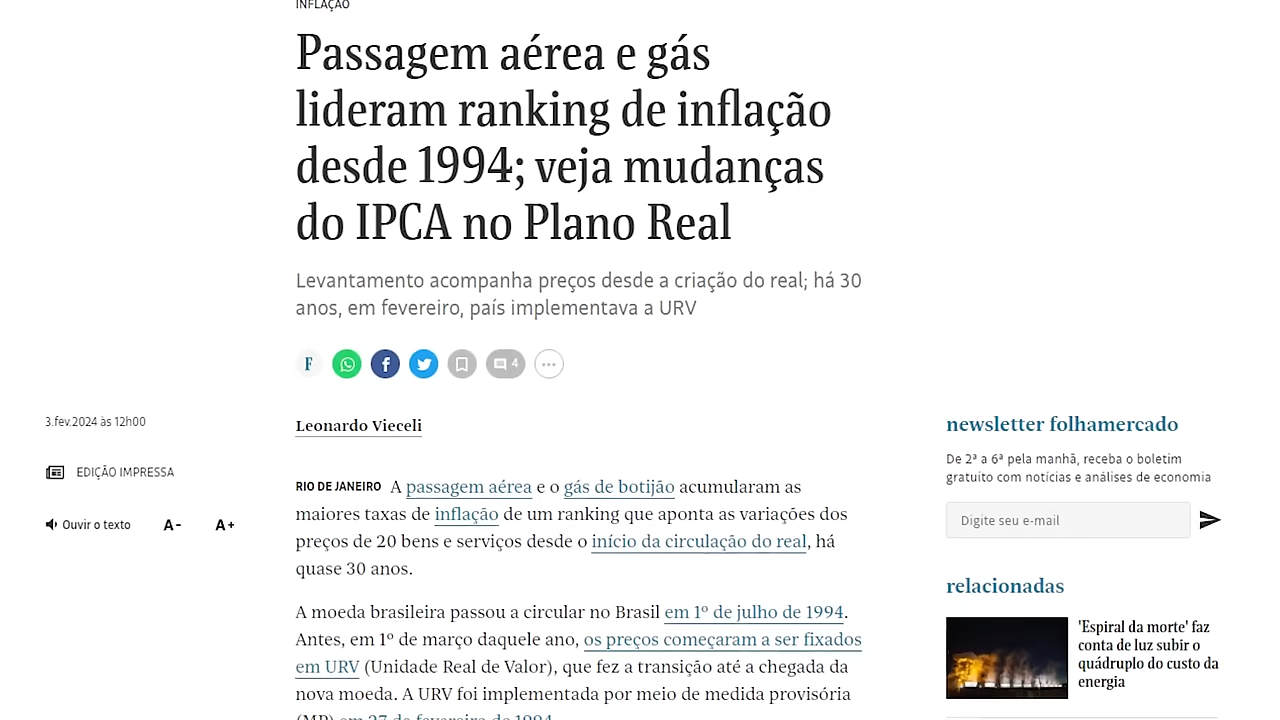 INFLAÇÃO
Passagem aérea e gás
lideram ranking de inflação
desde 1994; veja mudanças
do IPCA no Plano Real
Levantamento acompanha preços desde a criação do real; há 30
anos, em fevereiro, país implementava a URV
F
4
3.fev.2024 às 12h00
EDIÇÃO IMPRESSA
Ouvir o texto A- A+
Leonardo Vieceli
RIO DE JANEIRO A passagem aérea e o gás de botijão acumularam as
maiores taxas de inflação de um ranking que aponta as variações dos
preços de 20 bens e serviços desde o início da circulação do real, há
quase 30 anos.
A moeda brasileira passou a circular no Brasil em 1º de julho de 1994.
Antes, em 1º de março daquele ano, os preços começaram a ser fixados
em URV (Unidade Real de Valor), que fez a transição até a chegada da
nova moeda. A URV foi implementada por meio de medida provisória
(MP) em 27 de fevereiro de 1994.
newsletter folhamercado
De 2ª a 6ª pela manhã, receba o boletim
gratuito com notícias e análises de economia
Digite seu e-mail
relacionadas
'Espiral da morte' faz
conta de luz subir o
quádruplo do custo da
energia